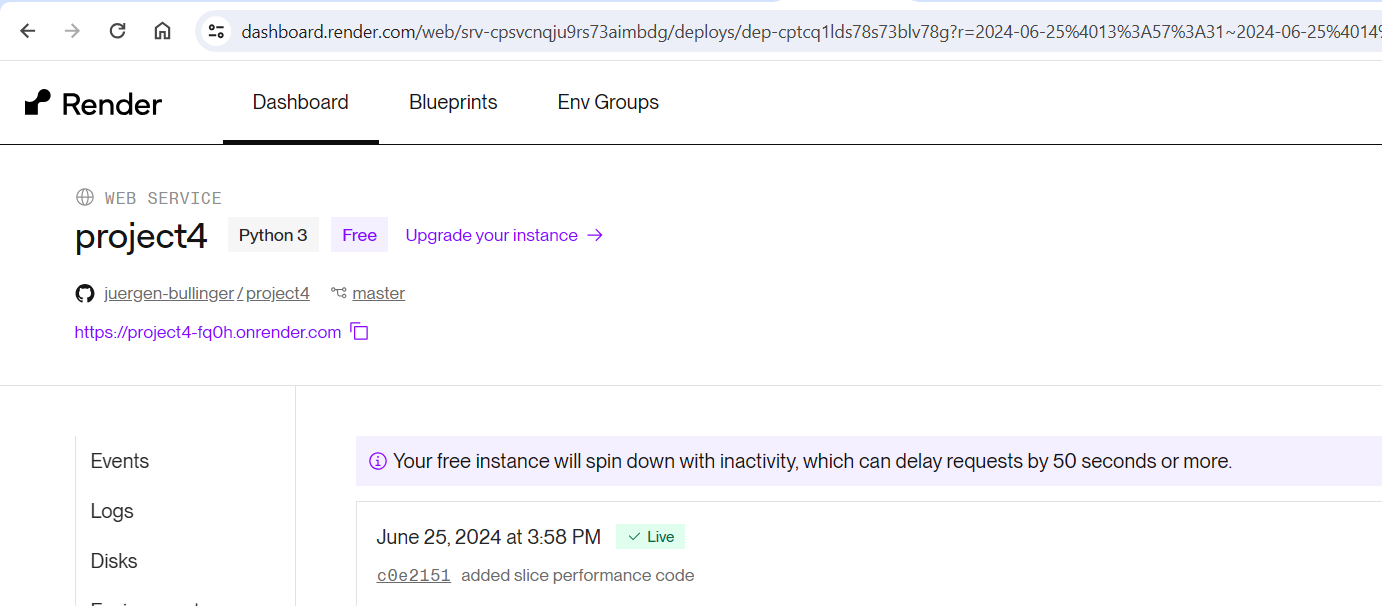 dashboard.render.com/web/srv-cpsvcnqju9rs73aimbdg/deploys/dep-cptcq1lds78s73blv78g?r=2024-06-25%4013%3A57%3A31~2024-06-25%4014%
Render Dashboard Blueprints Env Groups
WEB SERVICE
project4 Python 3 Free Upgrade your instance →
juergen-bullinger/project4 master
https://project4-fq0h.onrender.com
Your free instance will spin down with inactivity, which can delay requests by 50 seconds or more.
Events
Logs
Disks
June 25, 2024 at 3:58 PM ✓ Live
c0e2151 added slice performance code